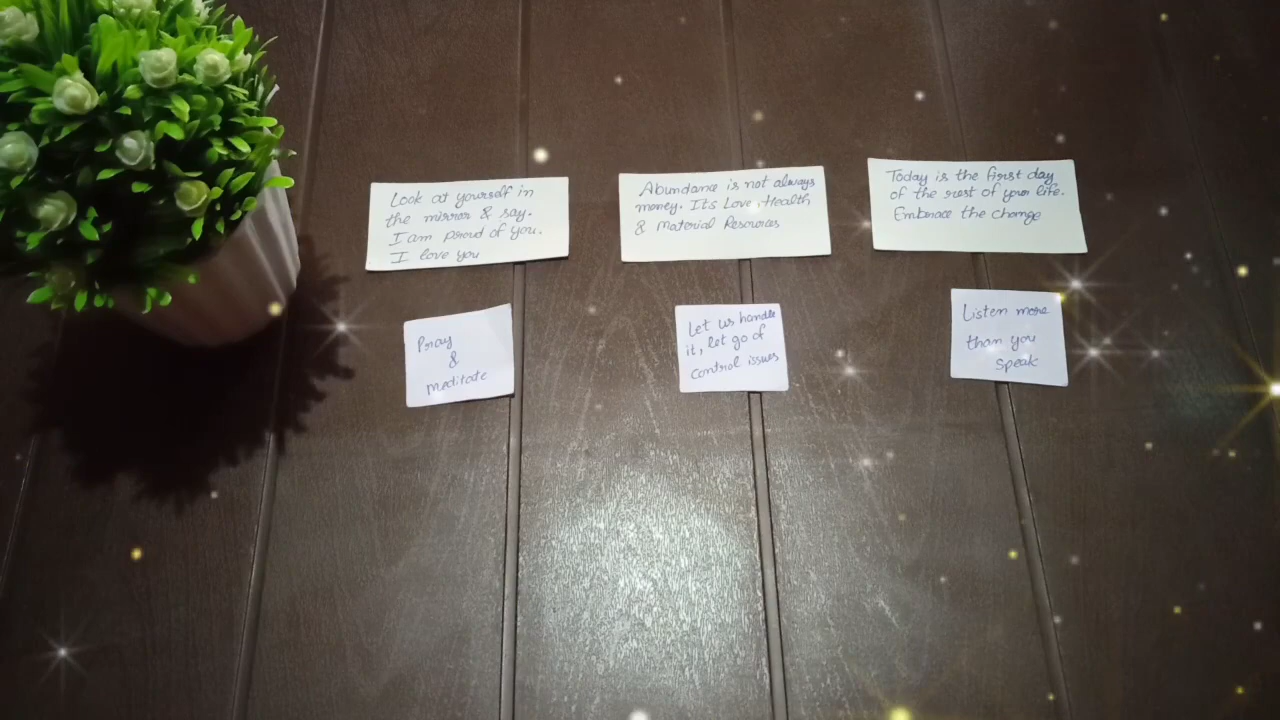 Look at yourself in
the mirror & say.
I am proud of you.
I love you
Abundance is not always
money. Its Love, Health
& Material Resources
Today is the first day
of the rest of your life.
Embrace the change
Pray
&
meditate
Let us handle
it, let go of
control issues
Listen more
than you
Speak